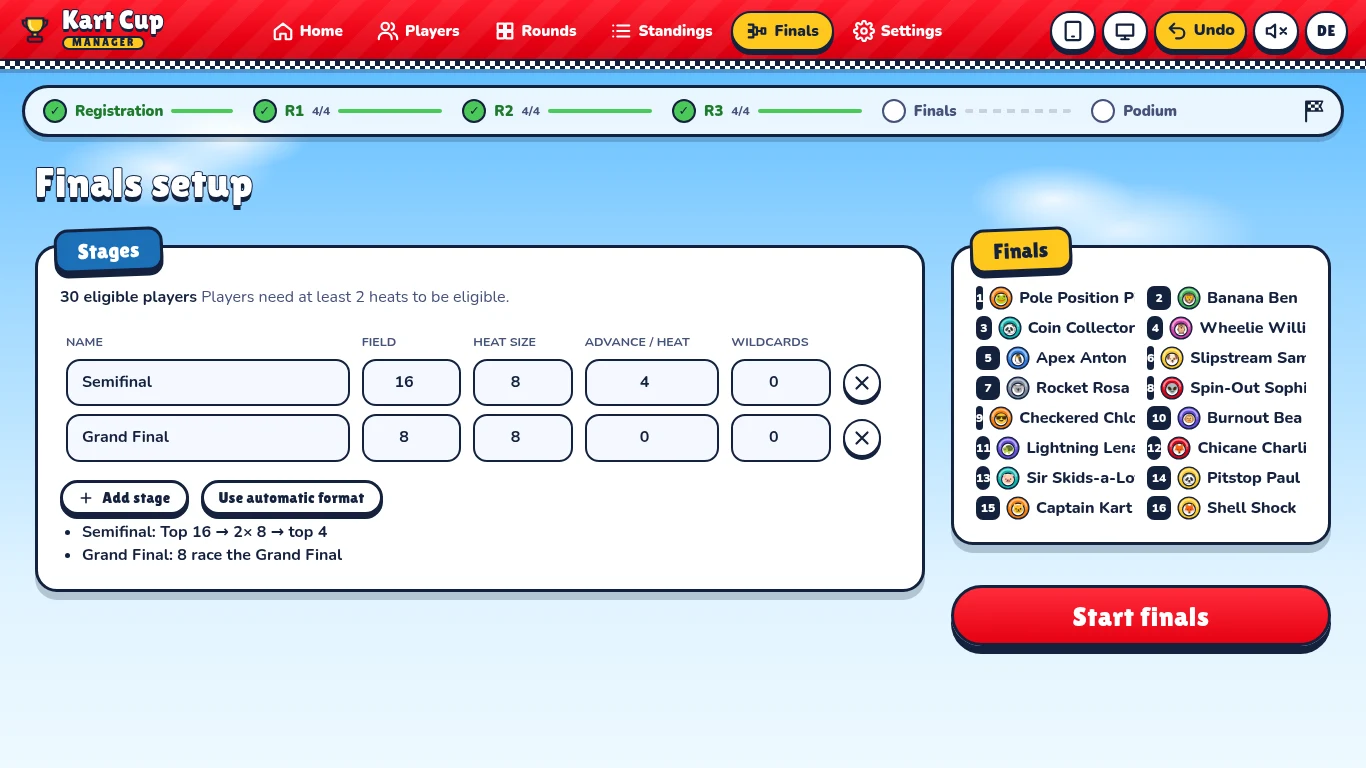 Kart Cup
MANAGER
Home
Players
Rounds
Standings
Finals
Settings
Undo
DE
Registration
R1 4/4
R2 4/4
R3 4/4
Finals
Podium
Finals setup
Stages
30 eligible players Players need at least 2 heats to be eligible.
NAME FIELD HEAT SIZE ADVANCE / HEAT WILDCARDS
Semifinal 16 8 4 0
Grand Final 8 8 0 0
Add stage
Use automatic format
• Semifinal: Top 16 → 2× 8 → top 4
• Grand Final: 8 race the Grand Final
Finals
1 Pole Position P
2 Banana Ben
3 Coin Collector
4 Wheelie Willi
5 Apex Anton
6 Slipstream Sam
7 Rocket Rosa
8 Spin-Out Sophi
9 Checkered Chlo
10 Burnout Bea
11 Lightning Lena
12 Chicane Charli
13 Sir Skids-a-Lo
14 Pitstop Paul
15 Captain Kart
16 Shell Shock
Start finals